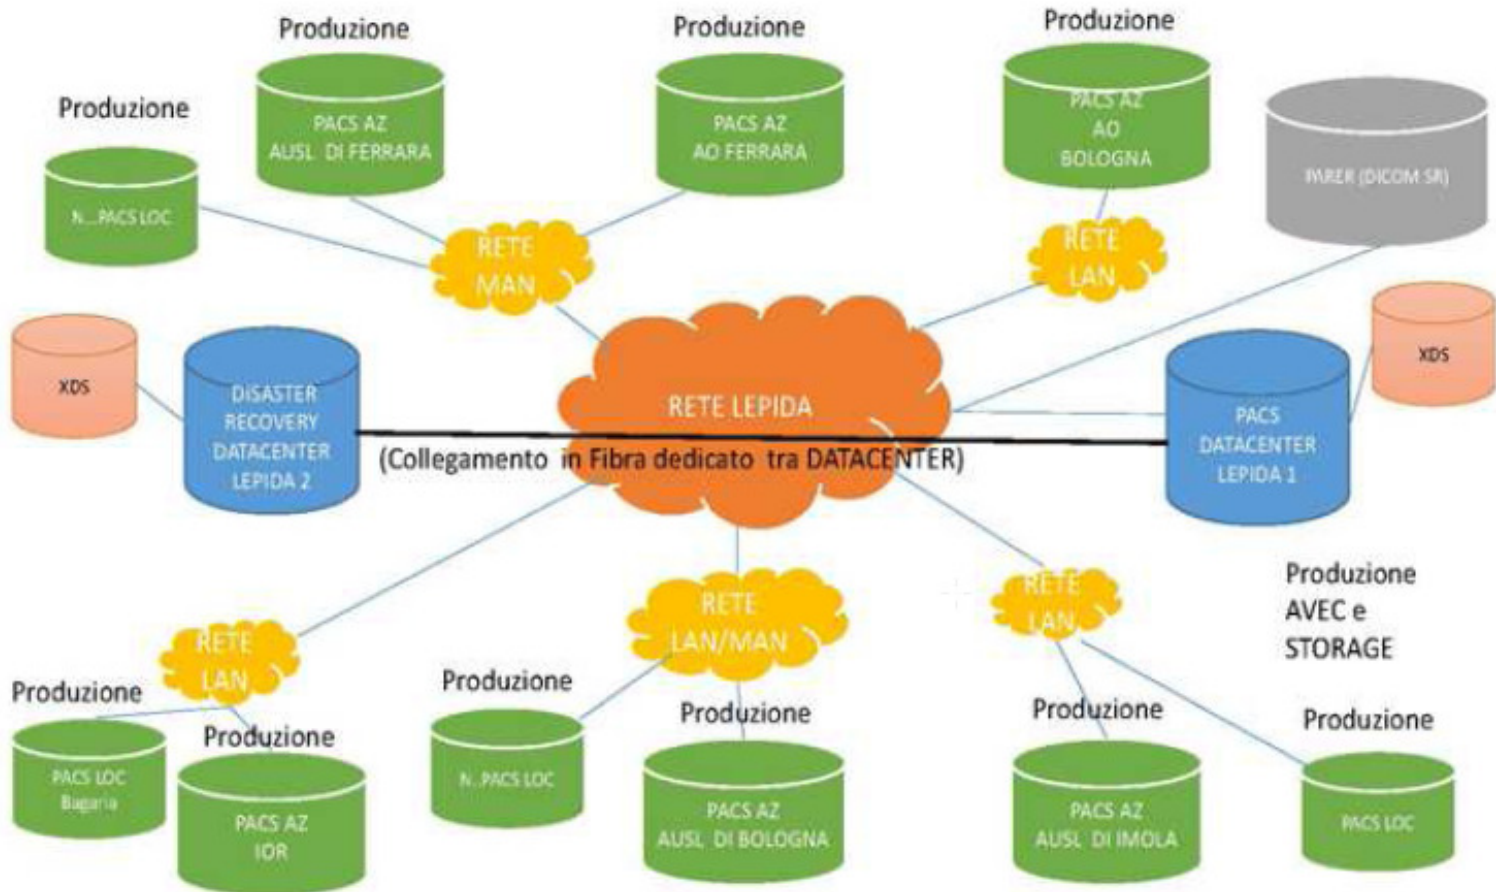 Produzione
Produzione
Produzione
Produzione
PACS AZ
AUSL DI FERRARA
PACS AZ
AO FERRARA
PACS AZ
AO
BOLOGNA
PARER (DICOM SR)
N...PACS LOC
RETE
MAN
RETE
LAN
XDS
DISASTER
RECOVERY
DATACENTER
LEPIDA 2
RETE LEPIDA
(Collegamento in Fibra dedicato tra DATACENTER)
PACS
DATACENTER
LEPIDA 1
XDS
Produzione
AVEC e
STORAGE
RETE
LAN
RETE
LAN/MAN
RETE
LAN
Produzione
PACS LOC
Bagaria
Produzione
PACS AZ
IOR
Produzione
N..PACS LOC
Produzione
PACS AZ
AUSL DI BOLOGNA
Produzione
PACS AZ
AUSL DI IMOLA
Produzione
PACS LOC